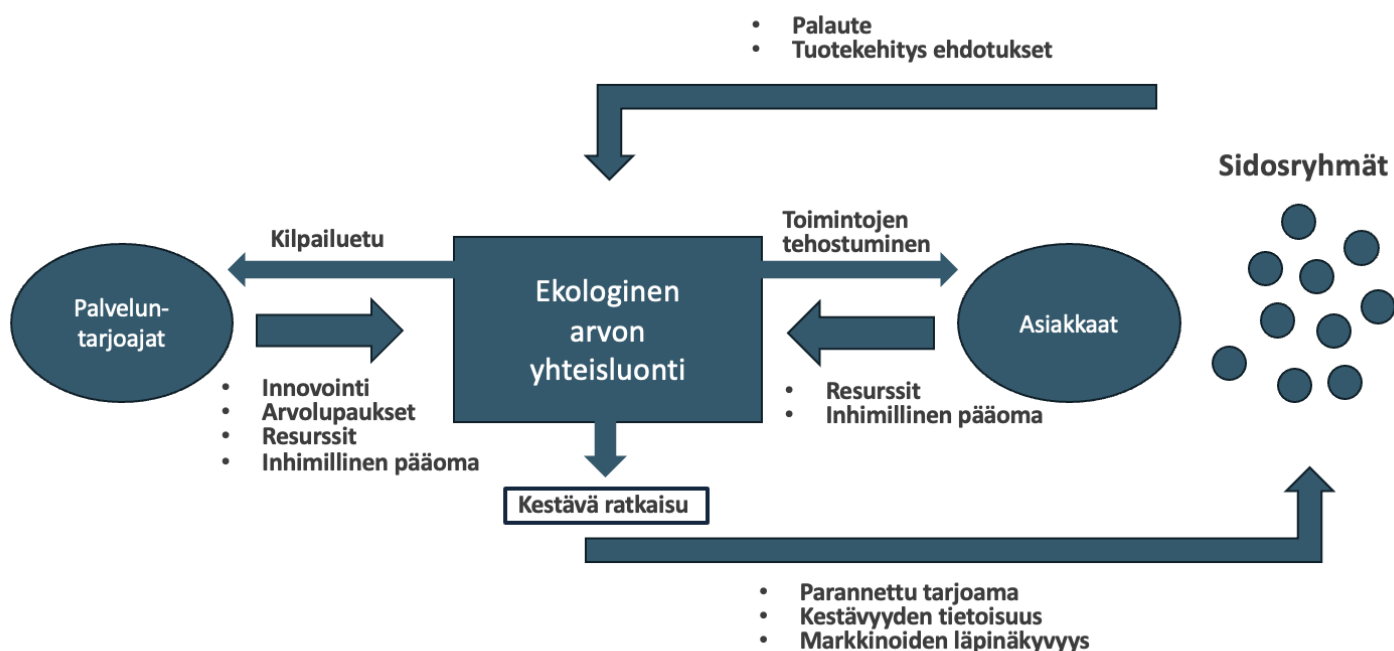 • Palaute
• Tuotekehitys ehdotukset
Sidosryhmät
Kilpailuetu
Toimintojen
tehostuminen
Palvelun-
tarjoajat
Ekologinen
arvon
yhteisluonti
Asiakkaat
• Innovointi
• Arvolupaukset
• Resurssit
• Inhimillinen pääoma
• Resurssit
• Inhimillinen pääoma
Kestävä ratkaisu
• Parannettu tarjoama
• Kestävyyden tietoisuus
• Markkinoiden läpinäkyvyys